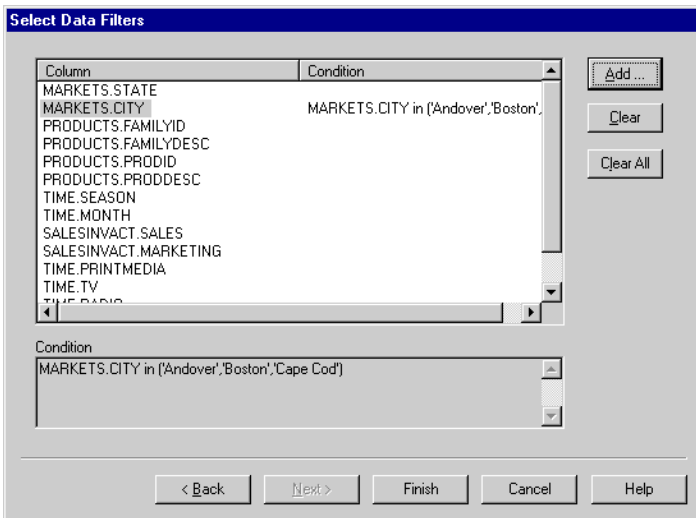 Select Data Filters
Column Condition
Add ...
MARKETS.STATE
MARKETS.CITY MARKETS.CITY in ('Andover','Boston',
Clear
PRODUCTS.FAMILYID
PRODUCTS.FAMILYDESC
PRODUCTS.PRODID
Clear All
PRODUCTS.PRODDESC
TIME.SEASON
TIME.MONTH
SALESINVACT.SALES
SALESINVACT.MARKETING
TIME.PRINTMEDIA
TIME.TV
TIME.RADIO
Condition
MARKETS.CITY in ('Andover','Boston','Cape Cod')
< Back Next > Finish Cancel Help